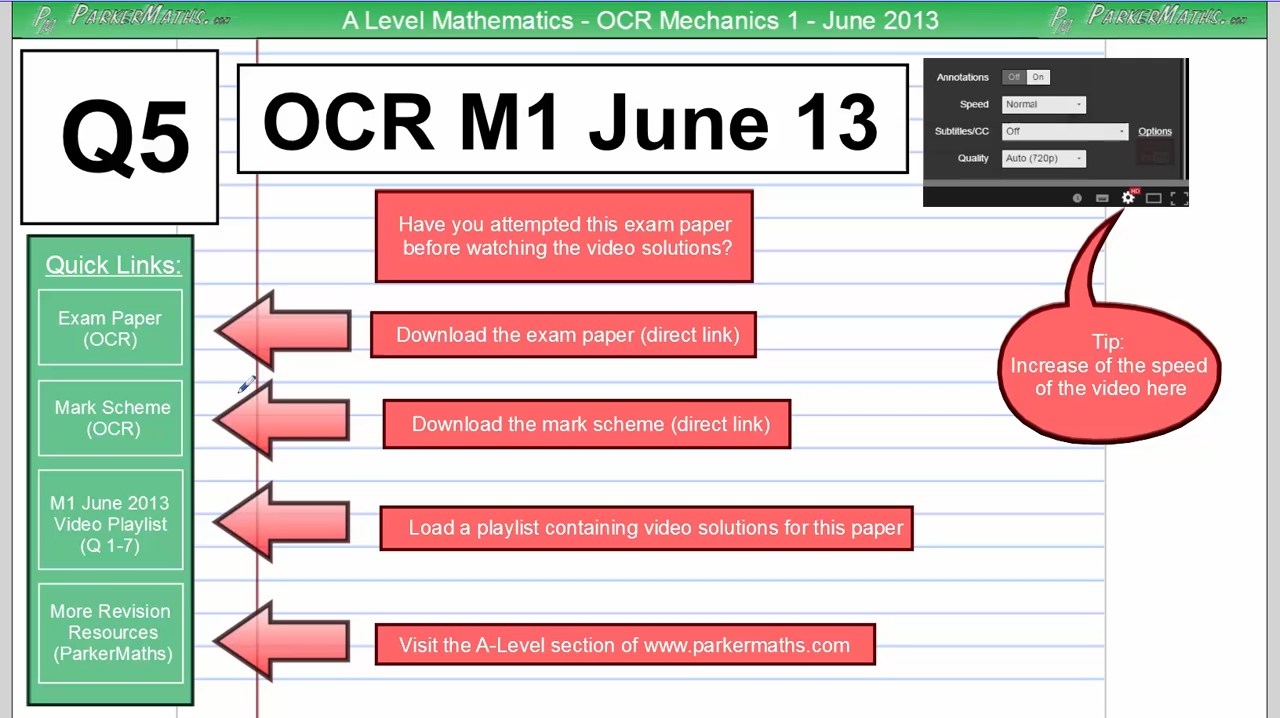 PM ParkerMaths.com
A Level Mathematics - OCR Mechanics 1 - June 2013
PM ParkerMaths.com
Q5
OCR M1 June 13
Annotations Off On
Speed Normal
Subtitles/CC Off Options
Quality Auto (720p)
HD
Have you attempted this exam paper
before watching the video solutions?
Quick Links:
Exam Paper
(OCR)
Download the exam paper (direct link)
Tip:
Increase of the speed
of the video here
Mark Scheme
(OCR)
Download the mark scheme (direct link)
M1 June 2013
Video Playlist
(Q 1-7)
Load a playlist containing video solutions for this paper
More Revision
Resources
(ParkerMaths)
Visit the A-Level section of www.parkermaths.com